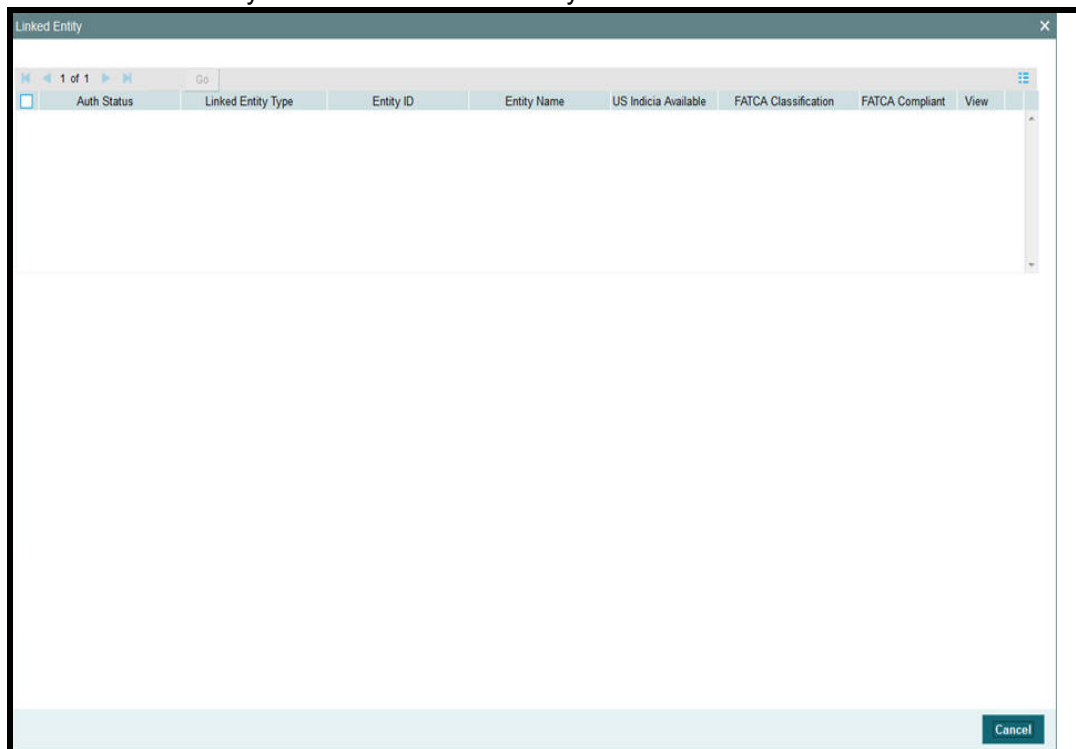 Linked Entity
1 of 1 Go
Auth Status Linked Entity Type Entity ID Entity Name US Indicia Available FATCA Classification FATCA Compliant View
Cancel